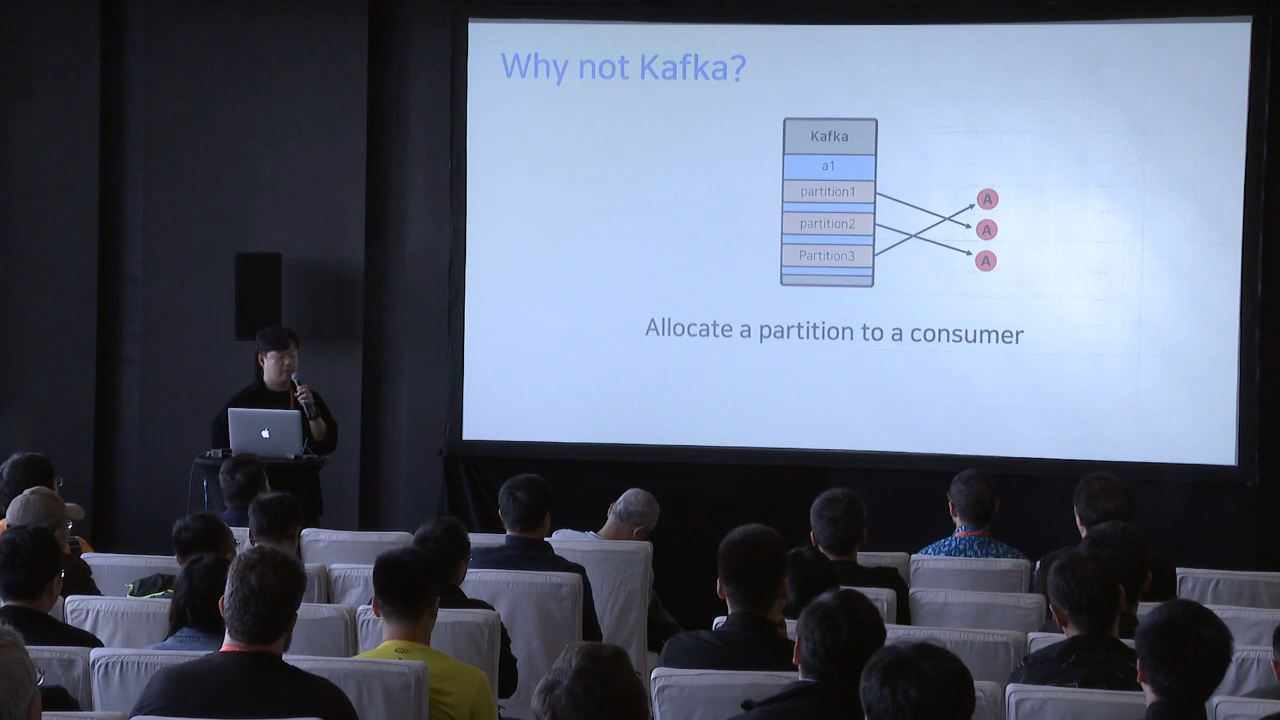 Why not Kafka?
Kafka
a1
partition1
partition2
Partition3
A
A
A
Allocate a partition to a consumer